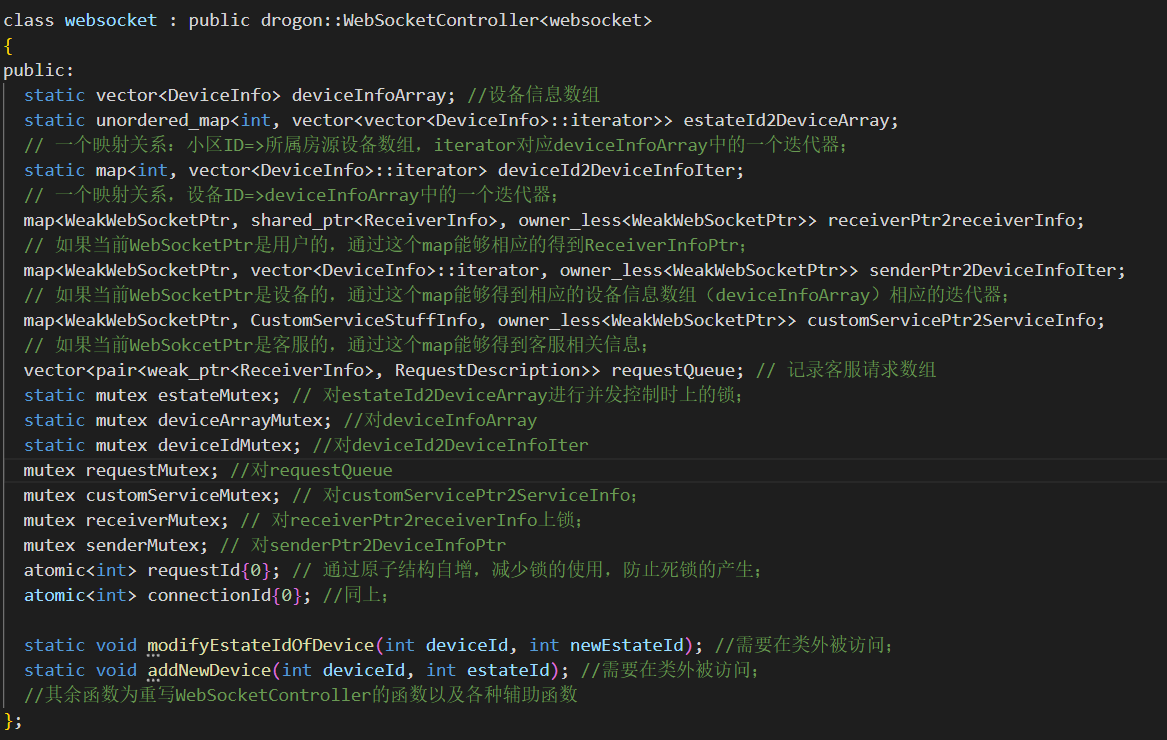 class websocket : public drogon::WebSocketController<websocket>
{
public:
static vector<DeviceInfo> deviceInfoArray; //设备信息数组
static unordered_map<int, vector<vector<DeviceInfo>::iterator>> estateId2DeviceArray;
// 一个映射关系：小区ID=>所属房源设备数组，iterator对应deviceInfoArray中的一个迭代器；
static map<int, vector<DeviceInfo>::iterator> deviceId2DeviceInfoIter;
// 一个映射关系，设备ID=>deviceInfoArray中的一个迭代器；
map<WeakWebSocketPtr, shared_ptr<ReceiverInfo>, owner_less<WeakWebSocketPtr>> receiverPtr2receiverInfo;
// 如果当前WebSocketPtr是用户的，通过这个map能够相应的得到ReceiverInfoPtr；
map<WeakWebSocketPtr, vector<DeviceInfo>::iterator, owner_less<WeakWebSocketPtr>> senderPtr2DeviceInfoIter;
// 如果当前WebSocketPtr是设备的，通过这个map能够得到相应的设备信息数组（deviceInfoArray）相应的迭代器；
map<WeakWebSocketPtr, CustomServiceStuffInfo, owner_less<WeakWebSocketPtr>> customServicePtr2ServiceInfo;
// 如果当前WebSokcetPtr是客服的，通过这个map能够得到客服相关信息；
vector<pair<weak_ptr<ReceiverInfo>, RequestDescription>> requestQueue; // 记录客服请求数组
static mutex estateMutex; // 对estateId2DeviceArray进行并发控制时上的锁；
static mutex deviceArrayMutex; //对deviceInfoArray
static mutex deviceIdMutex; //对deviceId2DeviceInfoIter
mutex requestMutex; //对requestQueue
mutex customServiceMutex; // 对customServicePtr2ServiceInfo；
mutex receiverMutex; // 对receiverPtr2receiverInfo上锁；
mutex senderMutex; // 对senderPtr2DeviceInfoPtr
atomic<int> requestId{0}; // 通过原子结构自增，减少锁的使用，防止死锁的产生；
atomic<int> connectionId{0}; //同上；
static void modifyEstateIdOfDevice(int deviceId, int newEstateId); //需要在类外被访问；
static void addNewDevice(int deviceId, int estateId); //需要在类外被访问；
//其余函数为重写WebSocketController的函数以及各种辅助函数
};